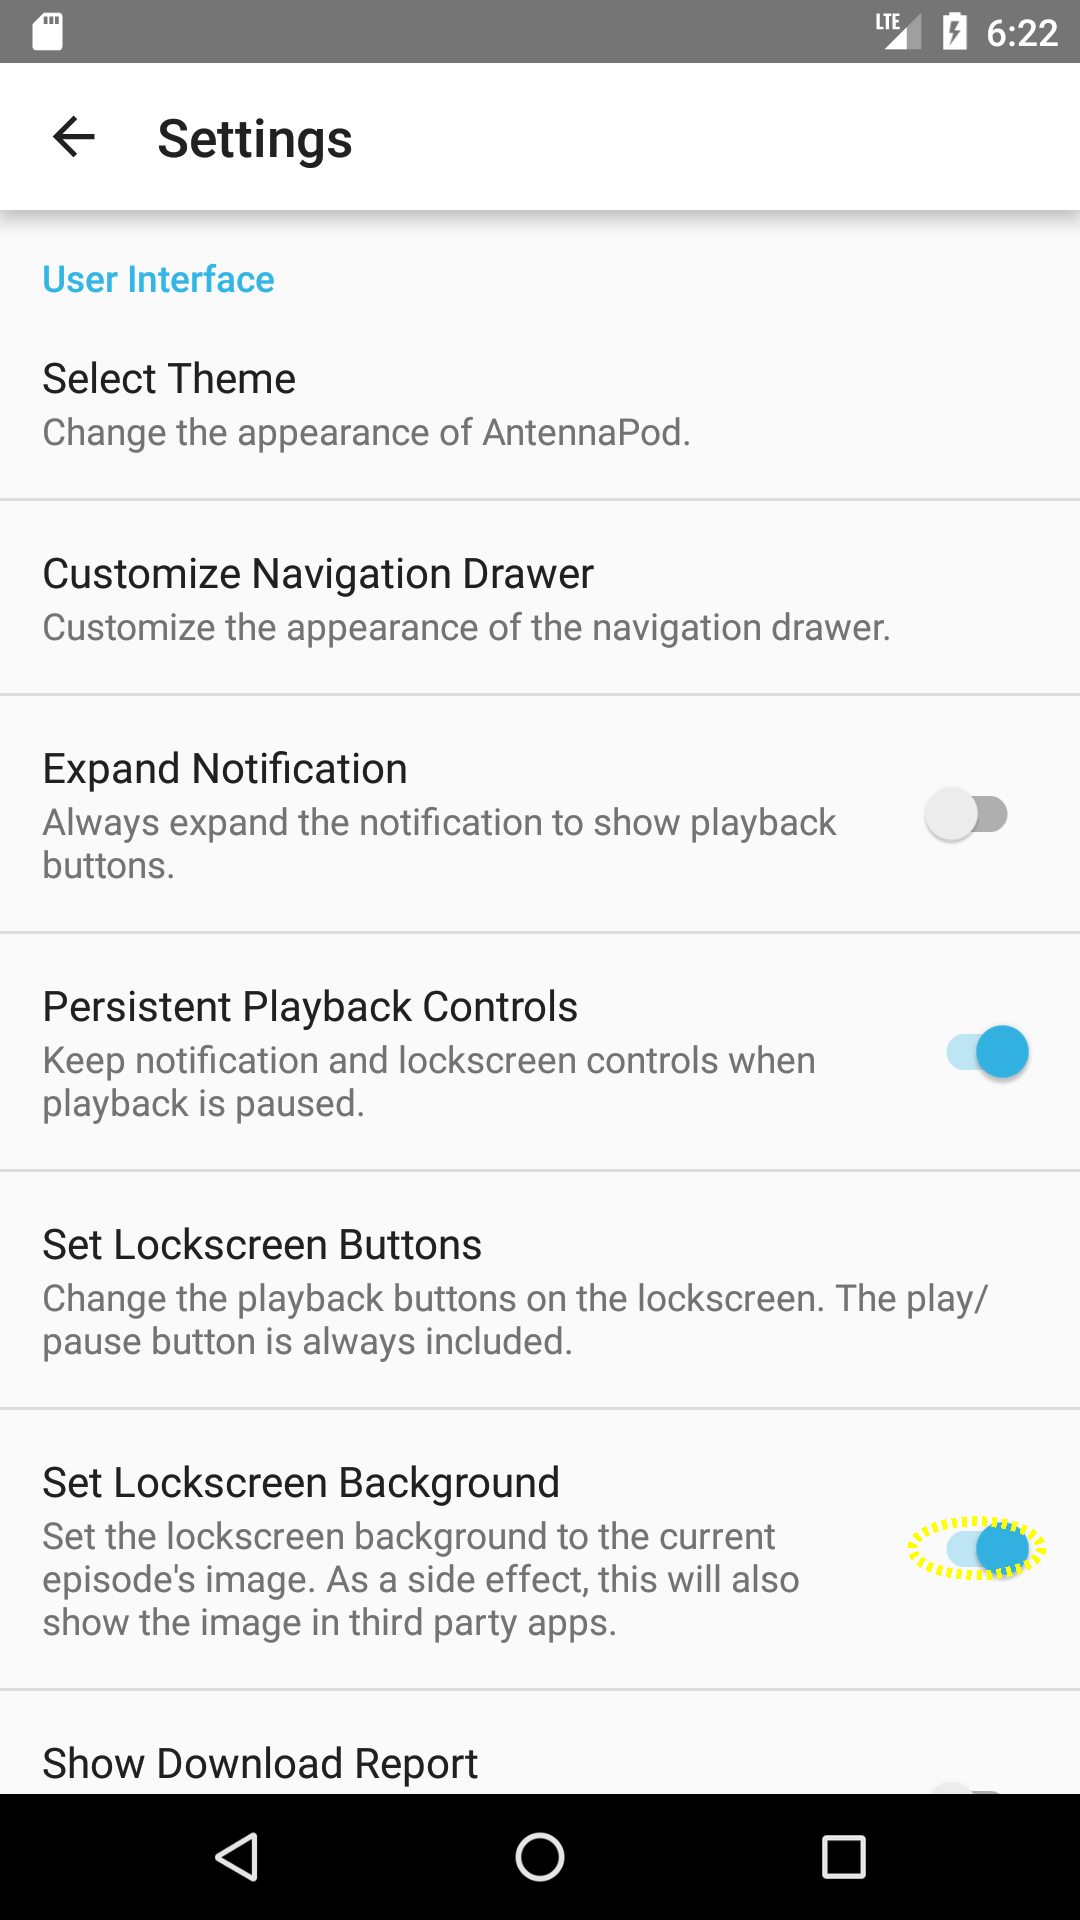 LTE 6:22
Settings
User Interface
Select Theme
Change the appearance of AntennaPod.
Customize Navigation Drawer
Customize the appearance of the navigation drawer.
Expand Notification
Always expand the notification to show playback
buttons.
Persistent Playback Controls
Keep notification and lockscreen controls when
playback is paused.
Set Lockscreen Buttons
Change the playback buttons on the lockscreen. The play/
pause button is always included.
Set Lockscreen Background
Set the lockscreen background to the current
episode's image. As a side effect, this will also
show the image in third party apps.
Show Download Report